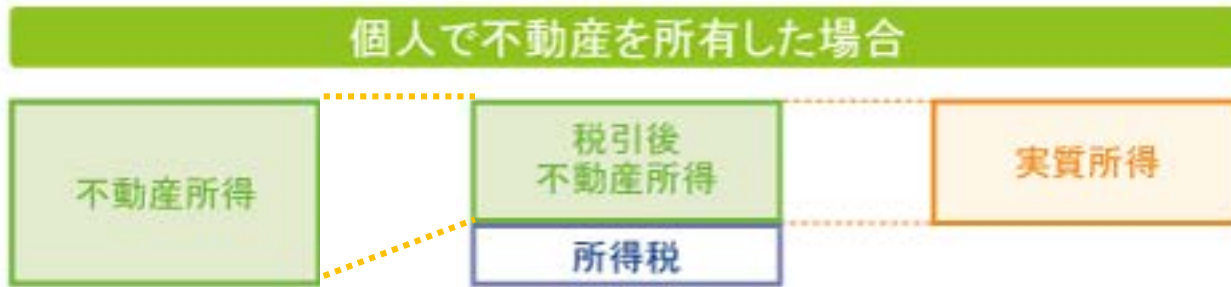 個人で不動産を所有した場合
不動産所得
税引後
不動産所得
所得税
実質所得